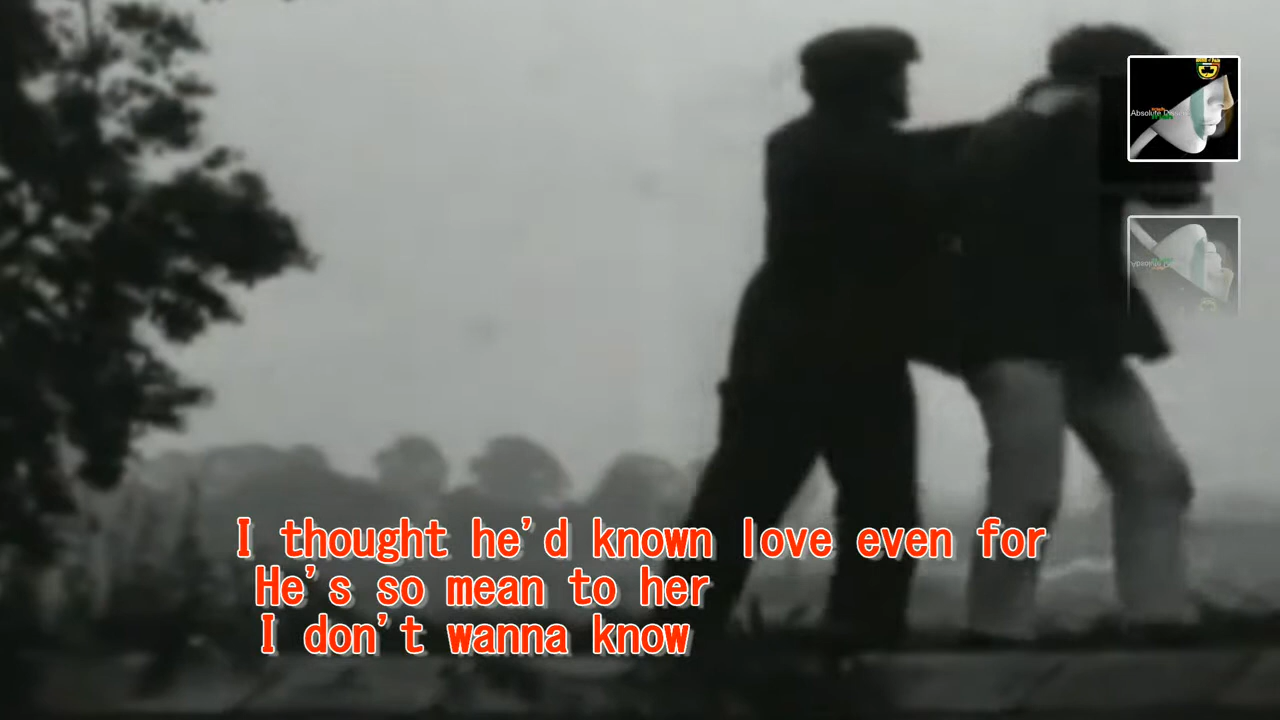 I thought he'd known love even for
He's so mean to her
I don't wanna know